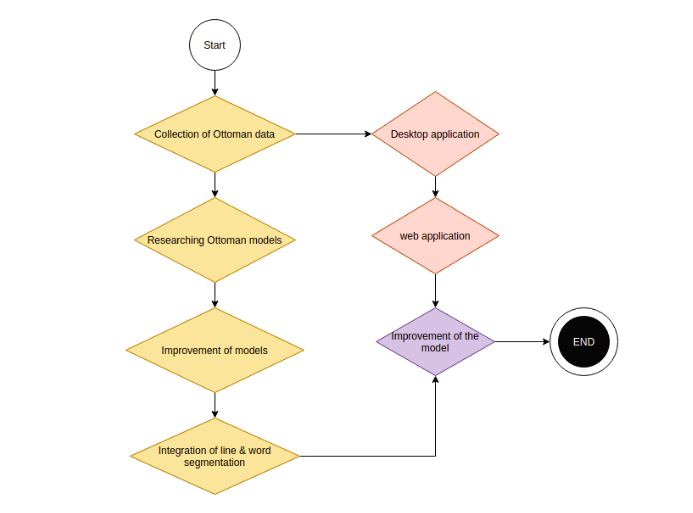 Start
Collection of Ottoman data
Desktop application
Researching Ottoman models
web application
Improvement of models
Improvement of the
model
END
Integration of line & word
segmentation